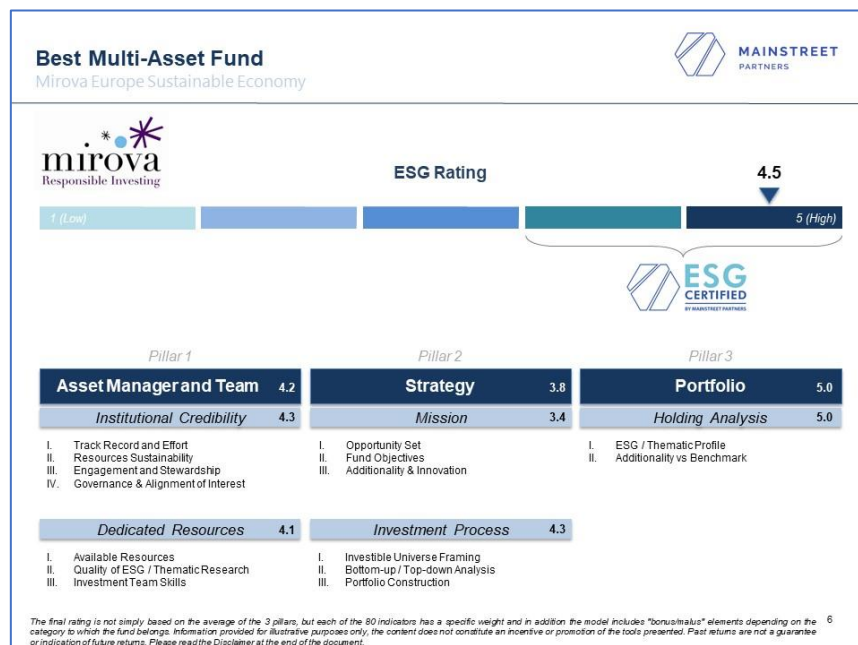 Best Multi-Asset Fund
Mirova Europe Sustainable Economy
MAINSTREET
PARTNERS
mirova
Responsible Investing
ESG Rating
4.5
1 (Low)
5 (High)
ESG
CERTIFIED
BY MAINSTREET PARTNERS
Pillar 1
Pillar 2
Pillar 3
Asset Manager and Team 4.2
Strategy 3.8
Portfolio 5.0
Institutional Credibility 4.3
Mission 3.4
Holding Analysis 5.0
I. Track Record and Effort
II. Resources Sustainability
III. Engagement and Stewardship
IV. Governance & Alignment of Interest
I. Opportunity Set
II. Fund Objectives
III. Additionality & Innovation
I. ESG / Thematic Profile
II. Additionality vs Benchmark
Dedicated Resources 4.1
Investment Process 4.3
I. Available Resources
II. Quality of ESG / Thematic Research
III. Investment Team Skills
I. Investible Universe Framing
II. Bottom-up / Top-down Analysis
III. Portfolio Construction
The final rating is not simply based on the average of the 3 pillars, but each of the 80 indicators has a specific weight and in addition the model includes "bonus/malus" elements depending on the
category to which the fund belongs. Information provided for illustrative purposes only, the content does not constitute an incentive or promotion of the tools presented. Past returns are not a guarantee
or indication of future returns. Please read the Disclaimer at the end of the document.
6